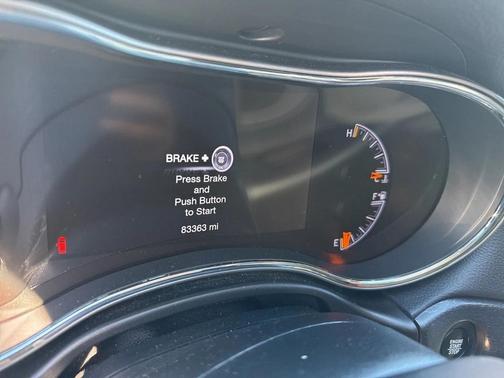 BRAKE +
Press Brake
and
Push Button
to Start
83363 mi
H
C
F
E
ENGINE
START
STOP